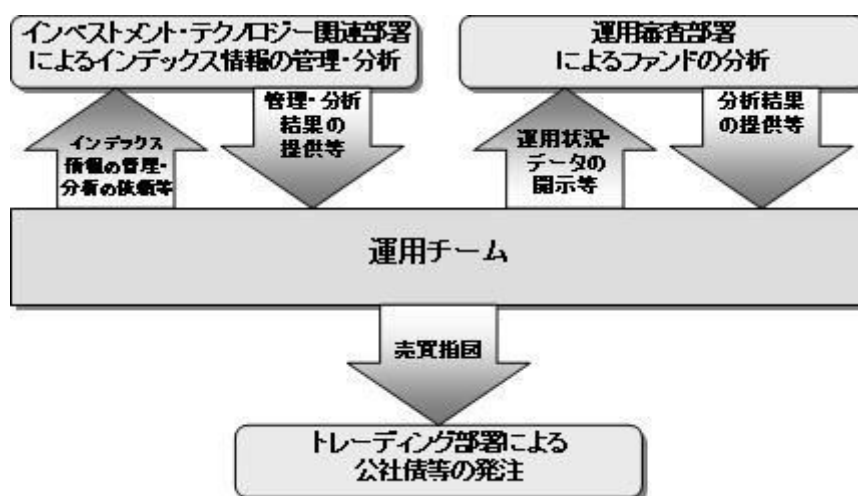 インベストメント・テクノロジー関連部署
によるインデックス情報の管理・分析
運用審査部署
によるファンドの分析
インデックス
情報の管理・
分析の依頼等
管理・分析
結果の
提供等
運用状況・
データの
開示等
分析結果
の提供等
運用チーム
売買指図
トレーディング部署による
公社債等の発注